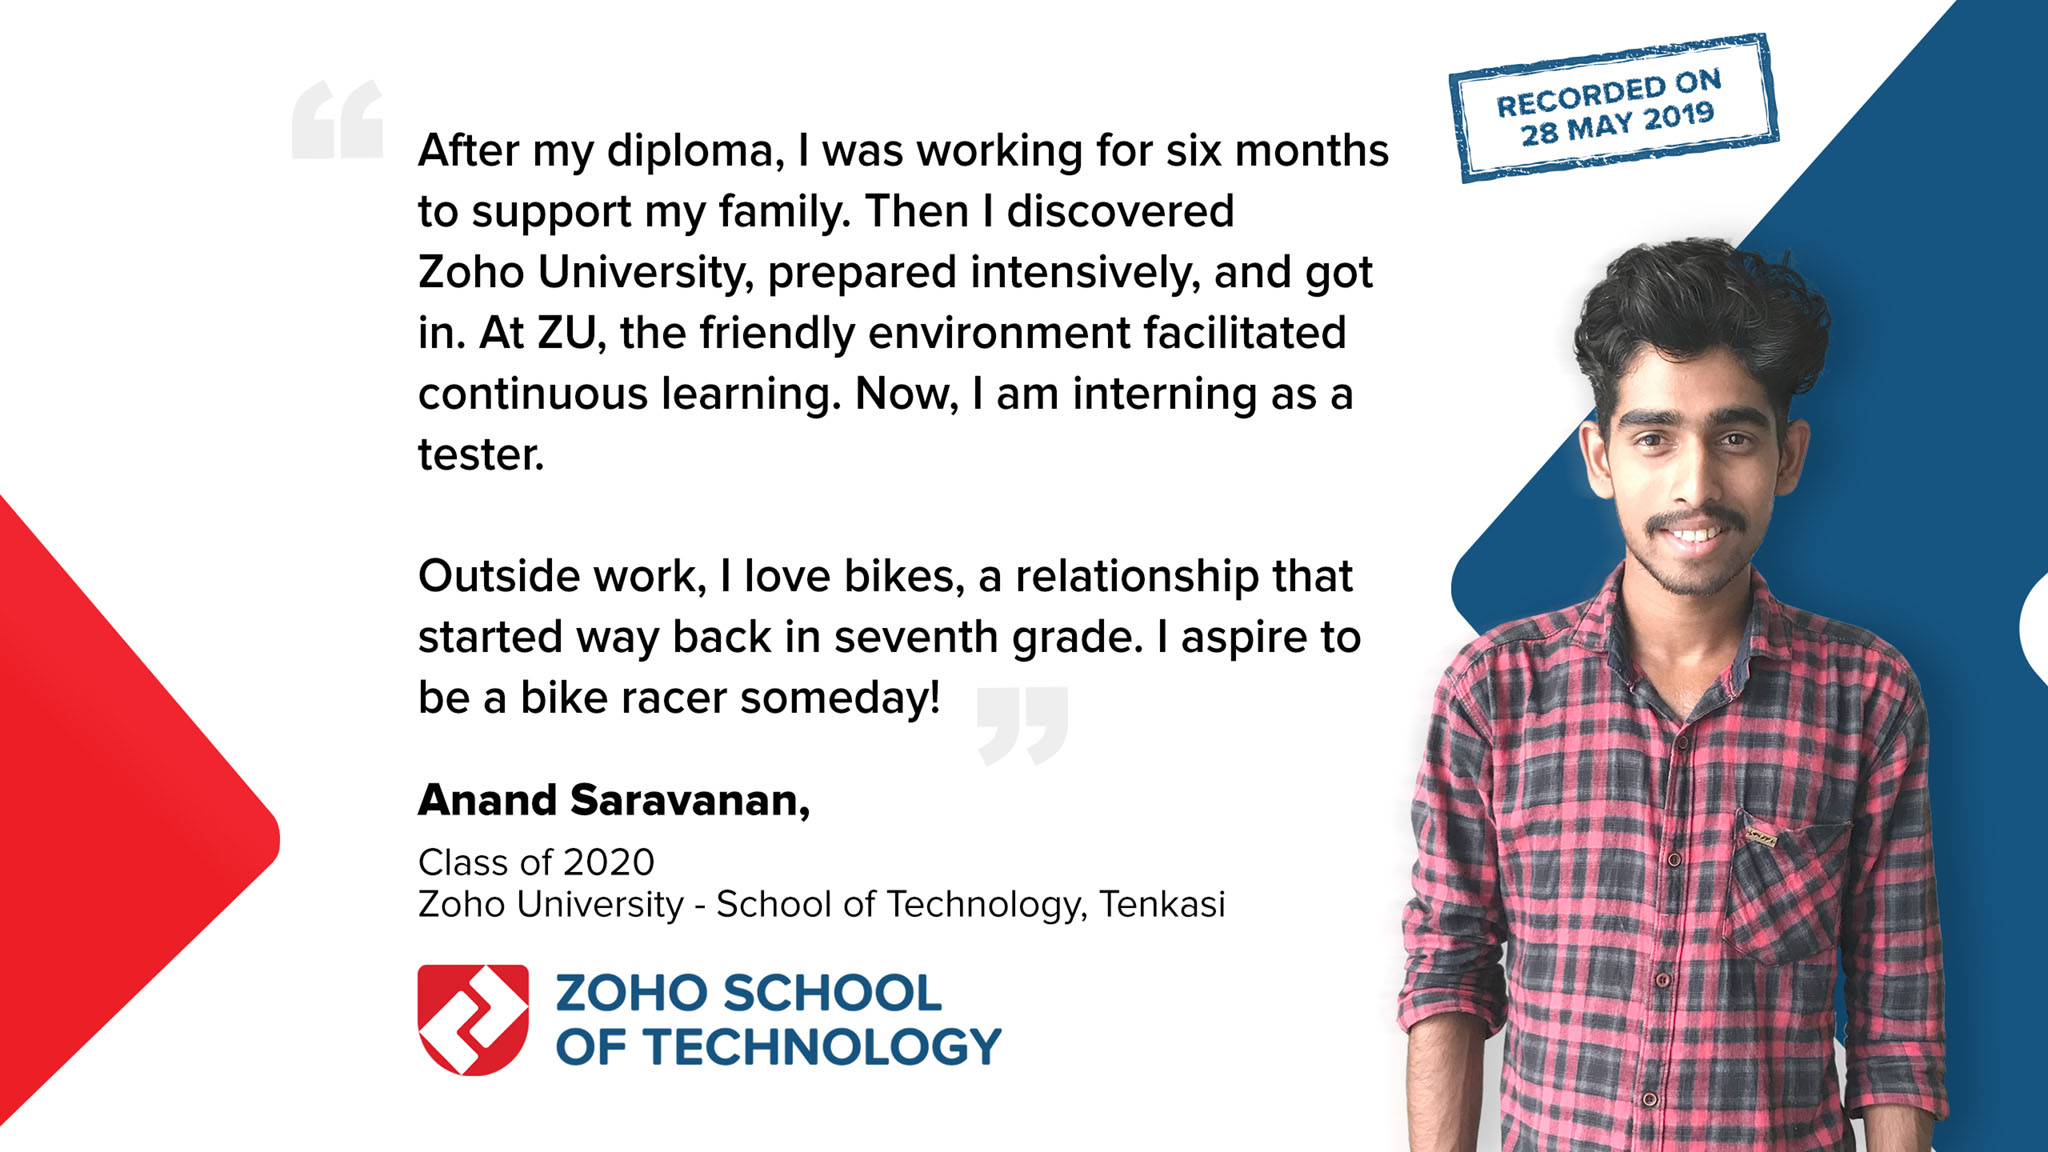 RECORDED ON
28 MAY 2019
“
After my diploma, I was working for six months
to support my family. Then I discovered
Zoho University, prepared intensively, and got
in. At ZU, the friendly environment facilitated
continuous learning. Now, I am interning as a
tester.
Outside work, I love bikes, a relationship that
started way back in seventh grade. I aspire to
be a bike racer someday! ”
Anand Saravanan,
Class of 2020
Zoho University - School of Technology, Tenkasi
ZOHO SCHOOL
OF TECHNOLOGY